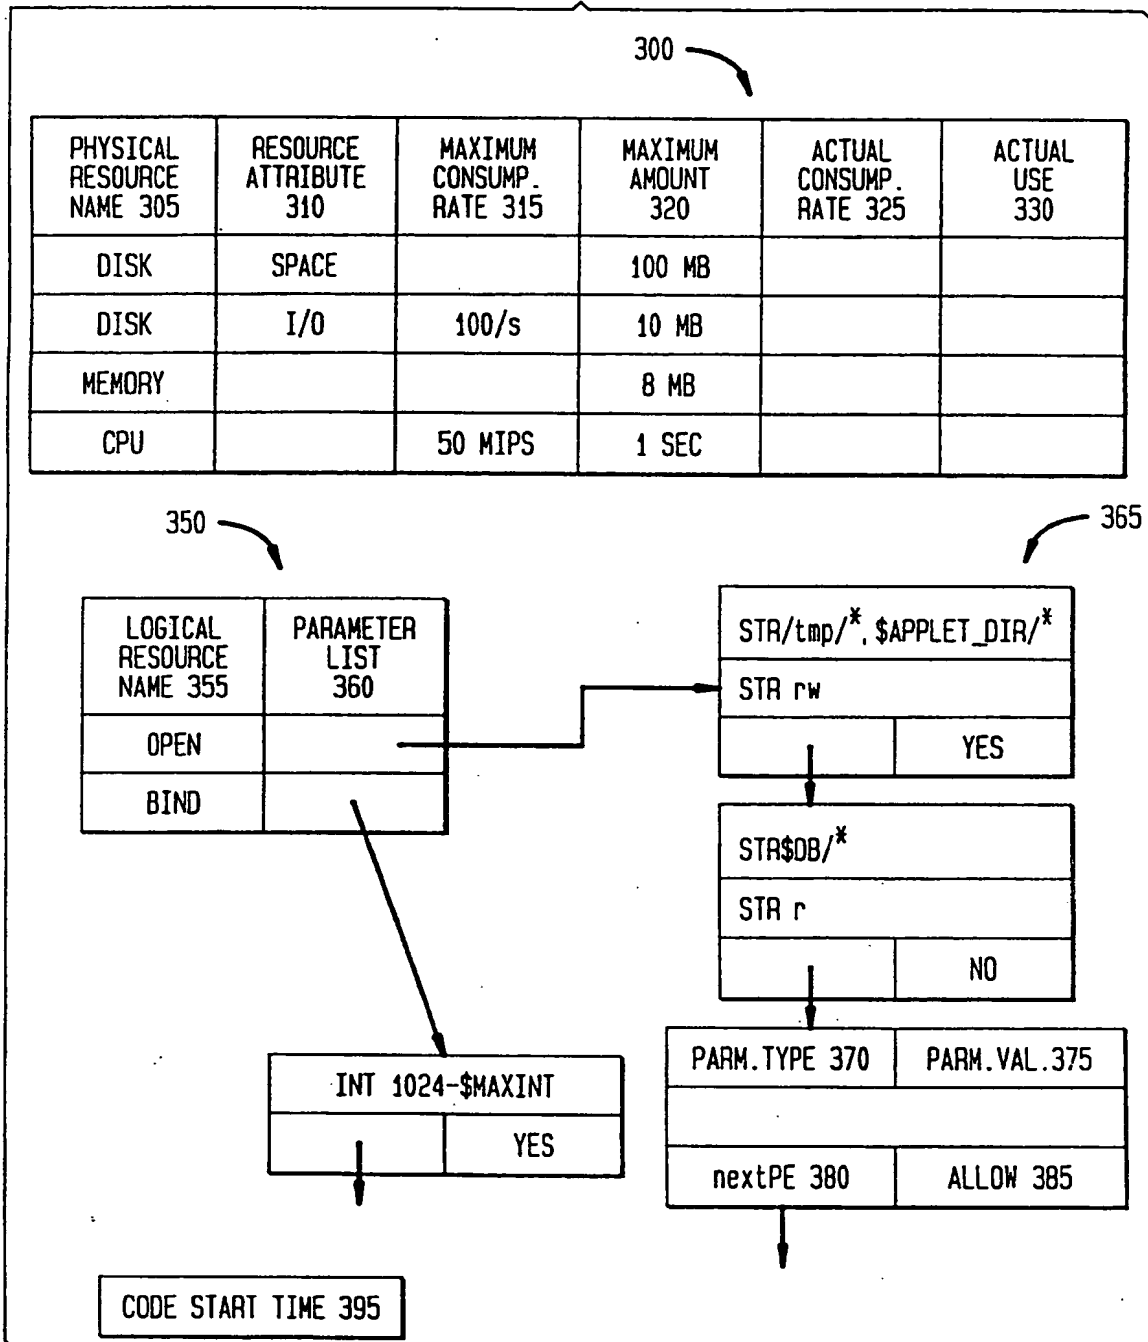 300
PHYSICAL RESOURCE NAME 305 RESOURCE ATTRIBUTE 310 MAXIMUM CONSUMP. RATE 315 MAXIMUM AMOUNT 320 ACTUAL CONSUMP. RATE 325 ACTUAL USE 330
DISK SPACE 100 MB
DISK I/O 100/s 10 MB
MEMORY 8 MB
CPU 50 MIPS 1 SEC
350
365
LOGICAL RESOURCE NAME 355 PARAMETER LIST 360
OPEN
BIND
STR/tmp/*, $APPLET_DIR/*
STR rw
YES
STR$DB/*
STR r
NO
PARM.TYPE 370 PARM.VAL.375
nextPE 380 ALLOW 385
INT 1024-$MAXINT
YES
CODE START TIME 395